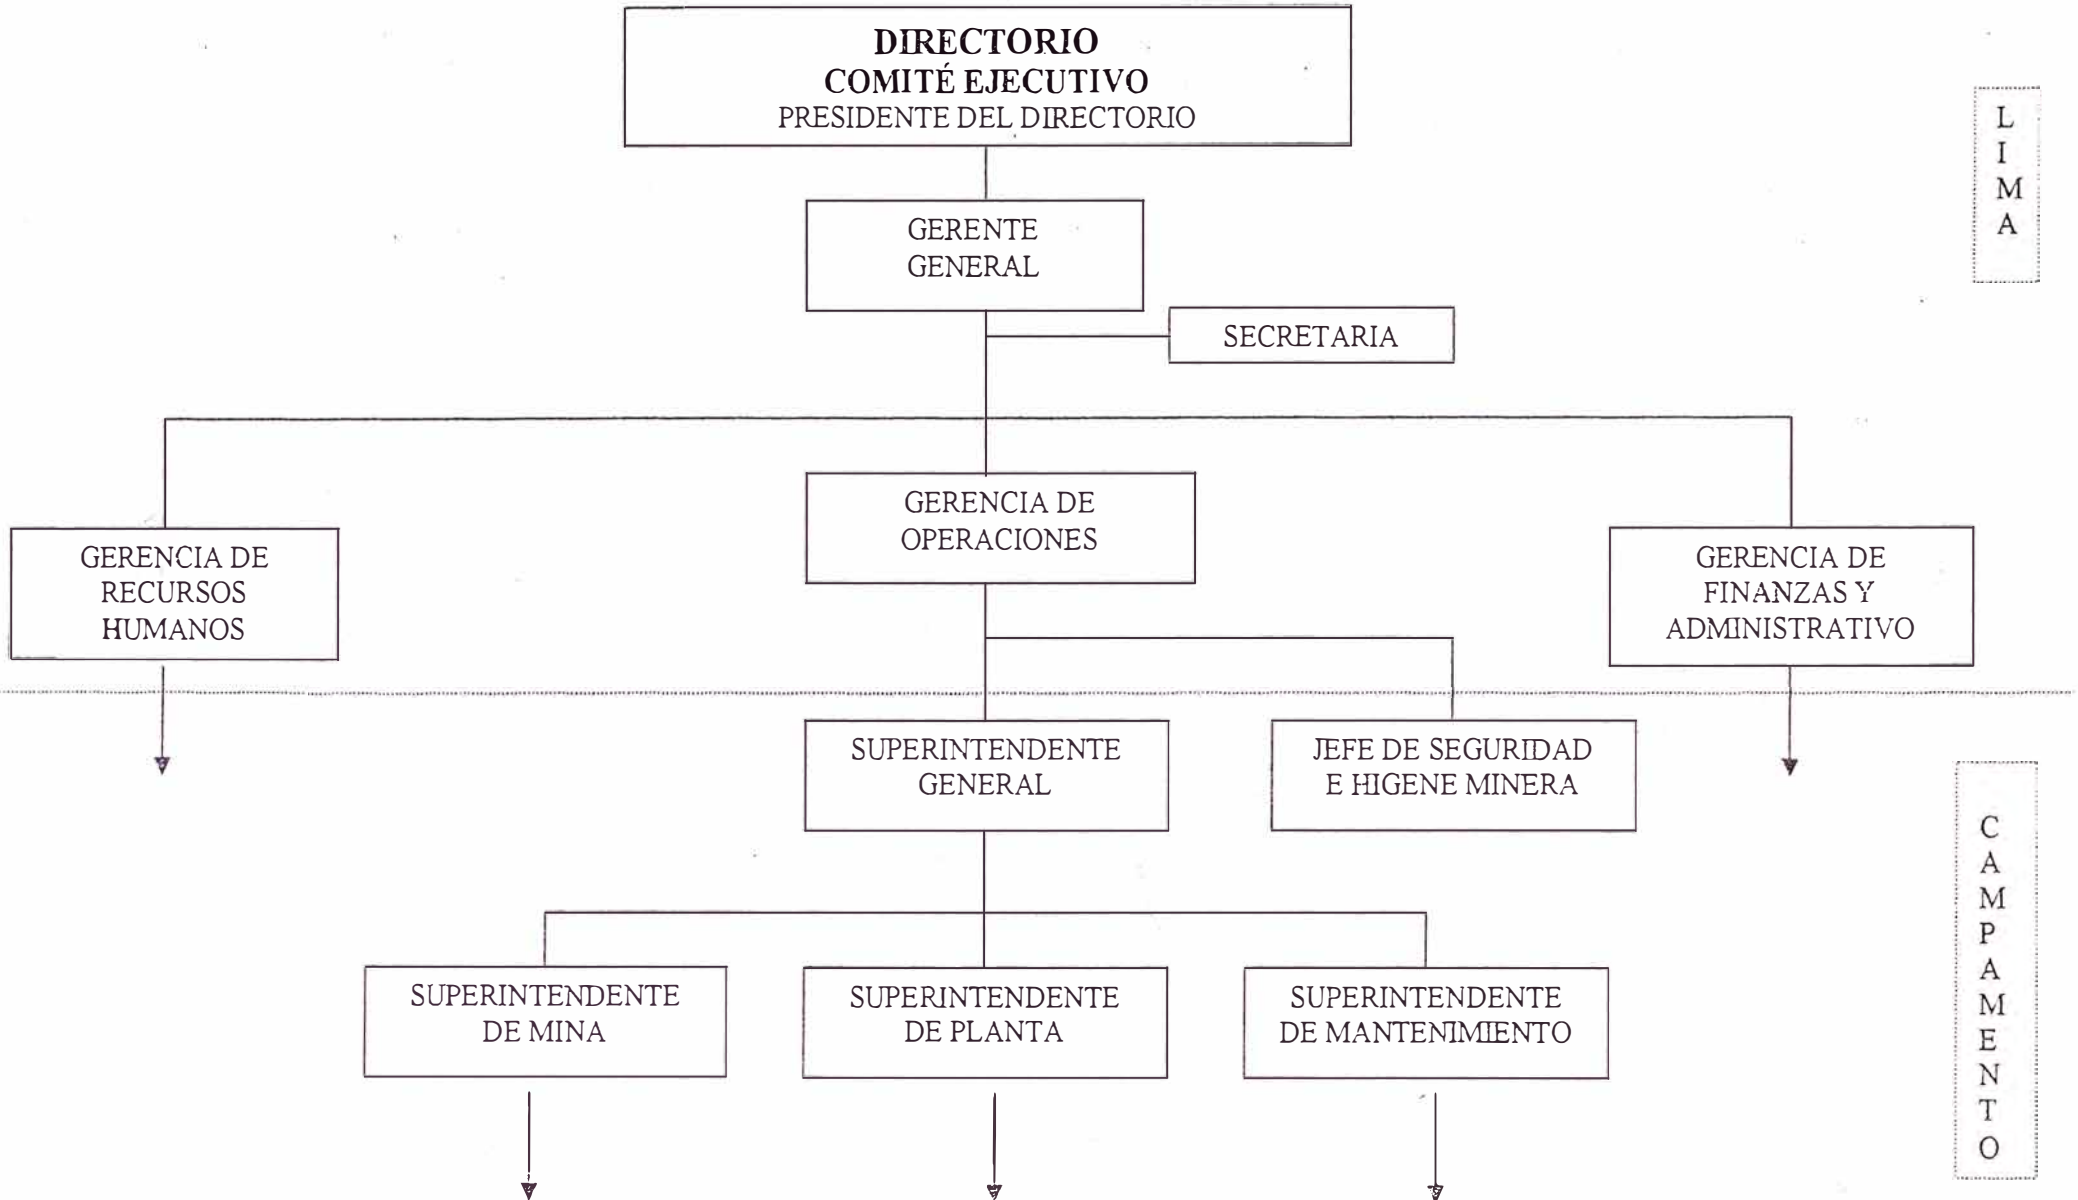 DIRECTORIO
COMITÉ EJECUTIVO
PRESIDENTE DEL DIRECTORIO
L
I
M
A
GERENTE
GENERAL
SECRETARIA
GERENCIA DE
OPERACIONES
GERENCIA DE
RECURSOS
HUMANOS
GERENCIA DE
FINANZAS Y
ADMINISTRATIVO
SUPERINTENDENTE
GENERAL
JEFE DE SEGURIDAD
E HIGENE MINERA
C
A
M
P
A
M
E
N
T
O
SUPERINTENDENTE
DE MINA
SUPERINTENDENTE
DE PLANTA
SUPERINTENDENTE
DE MANTENIMIENTO